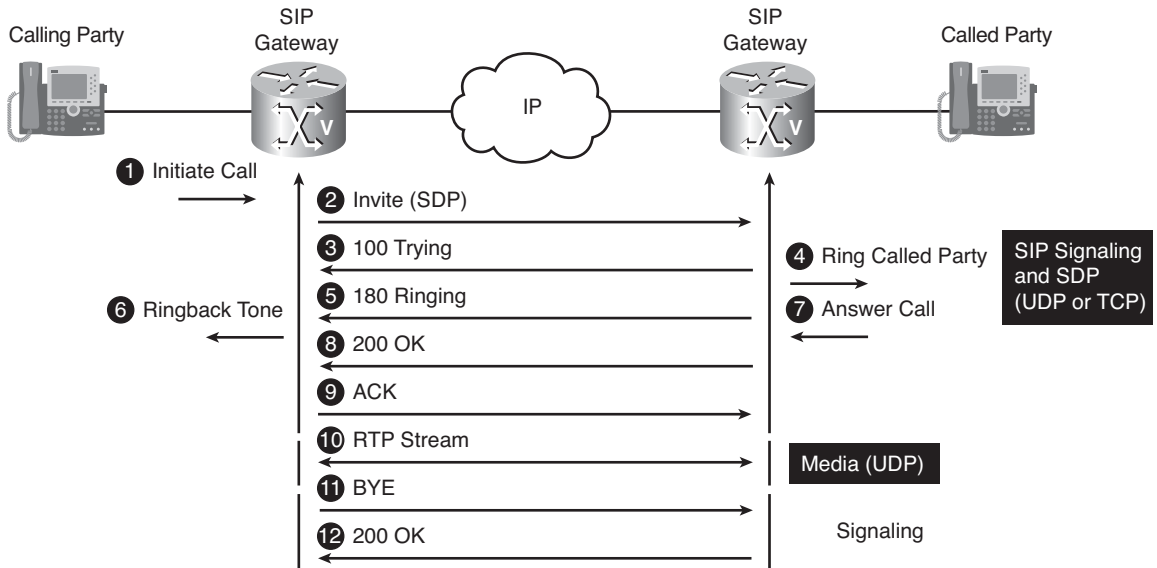 Calling Party
SIP
Gateway
SIP
Gateway
Called Party
IP
V
V
1 Initiate Call
2 Invite (SDP)
3 100 Trying
4 Ring Called Party
SIP Signaling
and SDP
(UDP or TCP)
5 180 Ringing
6 Ringback Tone
7 Answer Call
8 200 OK
9 ACK
10 RTP Stream
Media (UDP)
11 BYE
12 200 OK
Signaling